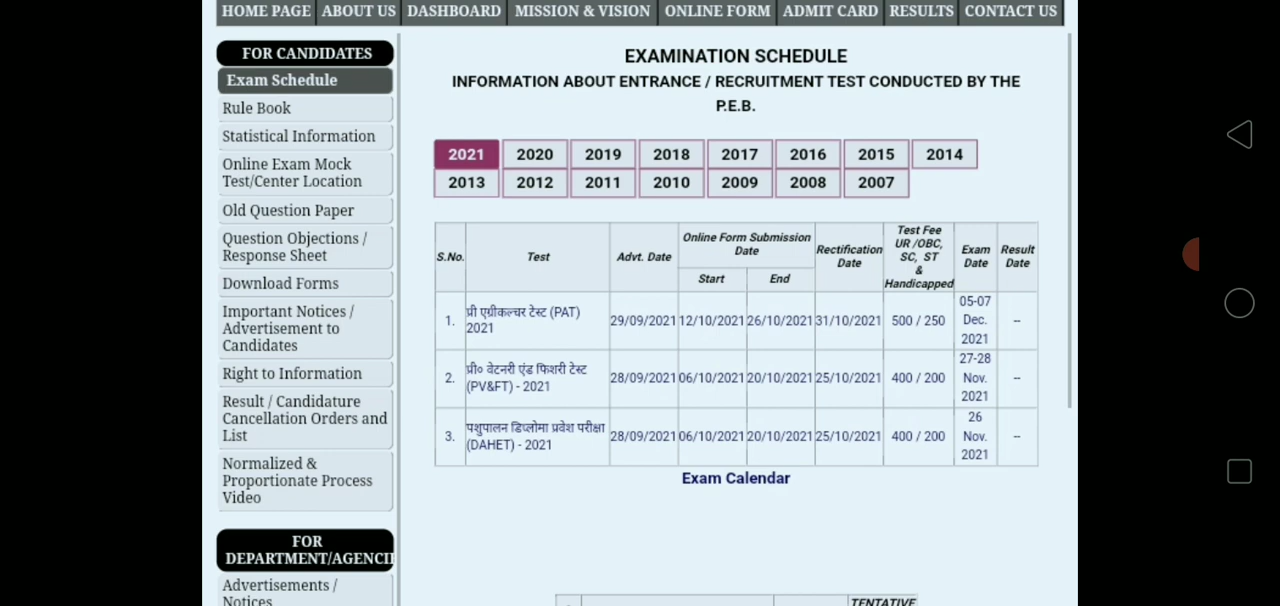 HOME PAGE ABOUT US DASHBOARD MISSION & VISION ONLINE FORM ADMIT CARD RESULTS CONTACT US
FOR CANDIDATES
Exam Schedule
Rule Book
Statistical Information
Online Exam Mock
Test/Center Location
Old Question Paper
Question Objections /
Response Sheet
Download Forms
Important Notices /
Advertisement to
Candidates
Right to Information
Result / Candidature
Cancellation Orders and
List
Normalized &
Proportionate Process
Video
FOR
DEPARTMENT/AGENCI
Advertisements /
Notices
EXAMINATION SCHEDULE
INFORMATION ABOUT ENTRANCE / RECRUITMENT TEST CONDUCTED BY THE
P.E.B.
2021 2020 2019 2018 2017 2016 2015 2014
2013 2012 2011 2010 2009 2008 2007
S.No. Test Advt. Date Online Form Submission Date Start End Rectification Date Test Fee UR /OBC, SC, ST & Handicapped Exam Date Result Date
1. प्री एग्रीकल्चर टेस्ट (PAT) 2021 29/09/2021 12/10/2021 26/10/2021 31/10/2021 500 / 250 05-07 Dec. 2021 --
2. प्री० वेटनरी एंड फिशरी टेस्ट (PV&FT) - 2021 28/09/2021 06/10/2021 20/10/2021 25/10/2021 400 / 200 27-28 Nov. 2021 --
3. पशुपालन डिप्लोमा प्रवेश परीक्षा (DAHET) - 2021 28/09/2021 06/10/2021 20/10/2021 25/10/2021 400 / 200 26 Nov. 2021 --
Exam Calendar
TENTATIVE